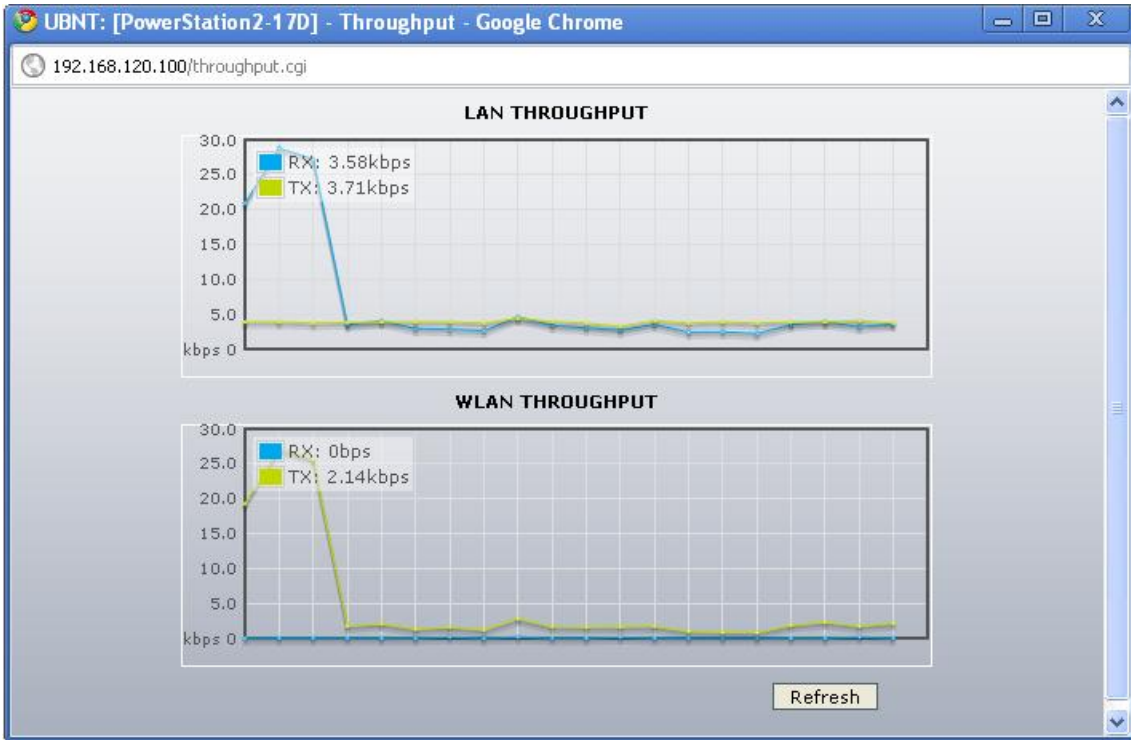 UBNT: [PowerStation2-17D] - Throughput - Google Chrome
192.168.120.100/throughput.cgi
LAN THROUGHPUT
30.0
RX: 3.58kbps
25.0
TX: 3.71kbps
20.0
15.0
10.0
5.0
kbps 0
WLAN THROUGHPUT
30.0
RX: 0bps
25.0
TX: 2.14kbps
20.0
15.0
10.0
5.0
kbps 0
Refresh